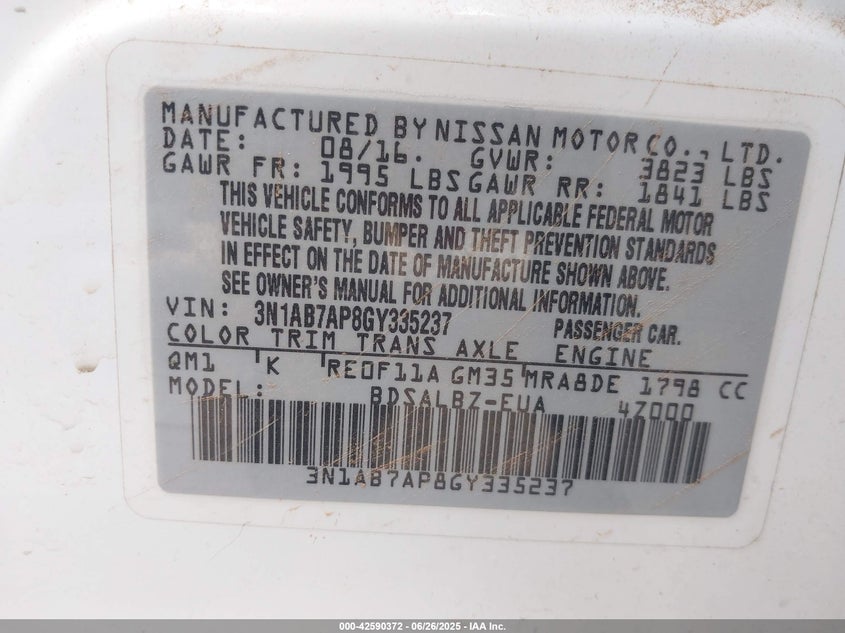 MANUFACTURED BY NISSAN MOTOR CO., LTD.
DATE: 08/16. GVWR: 3823 LBS
GAWR FR: 1995 LBS GAWR RR: 1841 LBS
THIS VEHICLE CONFORMS TO ALL APPLICABLE FEDERAL MOTOR
VEHICLE SAFETY, BUMPER AND THEFT PREVENTION STANDARDS
IN EFFECT ON THE DATE OF MANUFACTURE SHOWN ABOVE.
SEE OWNER'S MANUAL FOR ADDITIONAL INFORMATION.
VIN: 3N1AB7AP8GY335237 PASSENGER CAR.
COLOR TRIM TRANS AXLE ENGINE
QM1 K RE0F11A GM35 MRA8DE 1798 CC
MODEL: BDSALBZ-EUA 4Z000
3N1AB7AP8GY335237
000-42590372 | 06/26/2025 - IAA Inc.